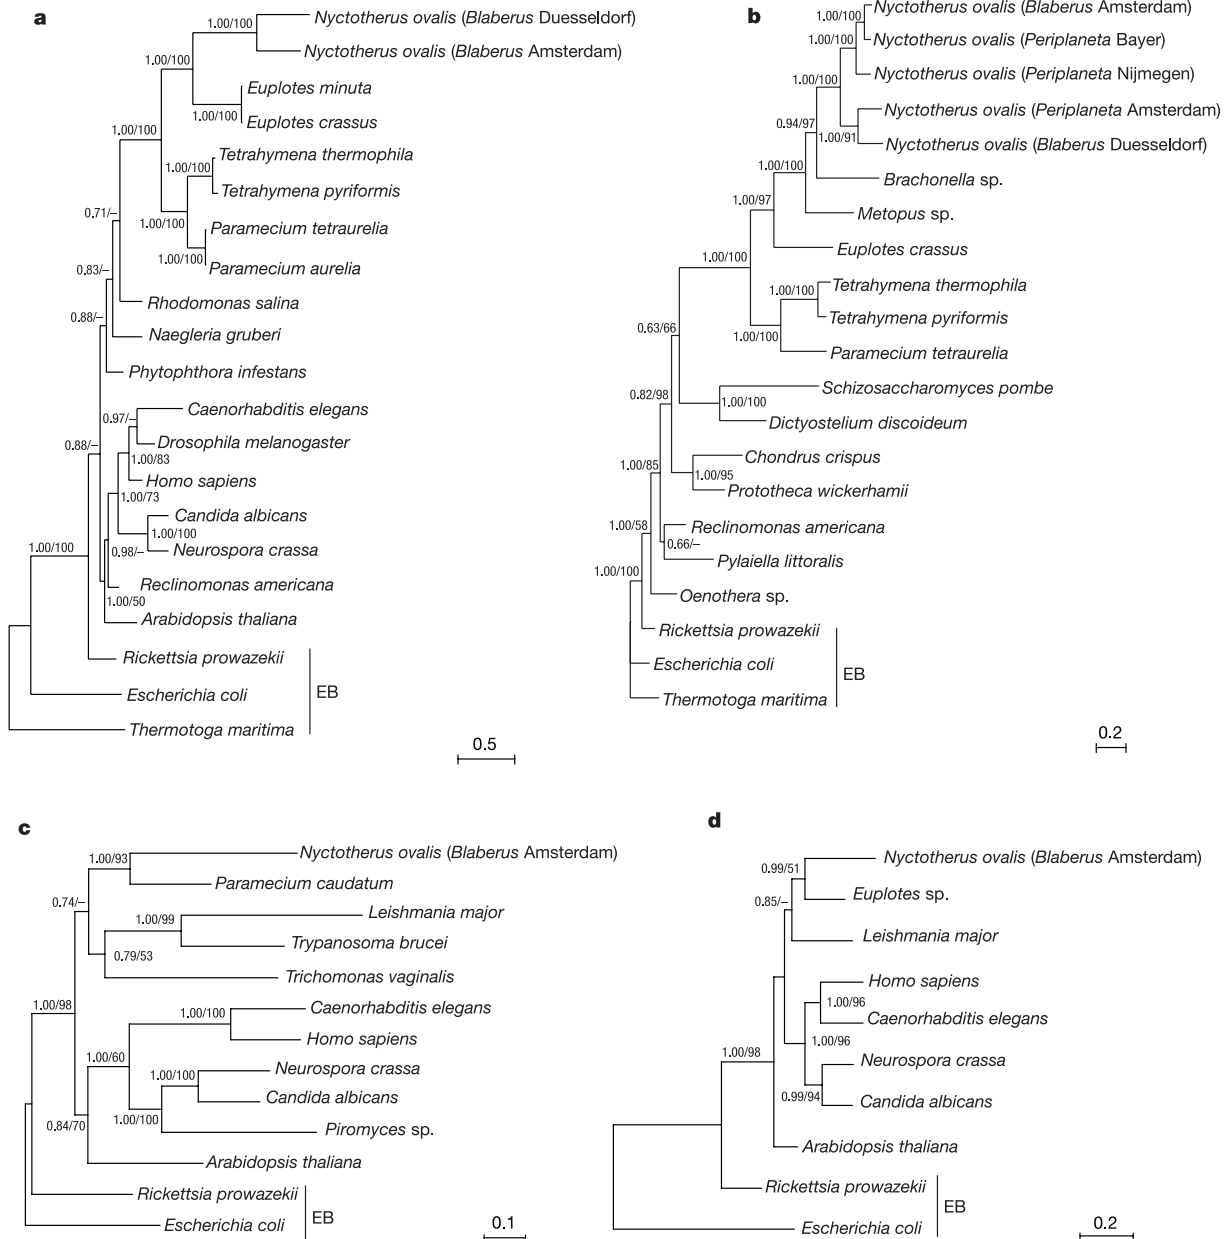 a
1.00/100
Nyctotherus ovalis (Blaberus Duesseldorf)
Nyctotherus ovalis (Blaberus Amsterdam)
1.00/100
Euplotes minuta
1.00/100
Euplotes crassus
1.00/100
Tetrahymena thermophila
1.00/100
Tetrahymena pyriformis
1.00/100
Paramecium tetraurelia
1.00/100
Paramecium aurelia
0.71/–
Rhodomonas salina
0.83/–
Naegleria gruberi
0.88/–
Phytophthora infestans
Caenorhabditis elegans
0.97/–
Drosophila melanogaster
0.88/–
1.00/83
Homo sapiens
1.00/73
Candida albicans
1.00/100
Neurospora crassa
0.98/–
1.00/100
Reclinomonas americana
1.00/50
Arabidopsis thaliana
Rickettsia prowazekii
Escherichia coli
EB
Thermotoga maritima
0.5
b
Nyctotherus ovalis (Blaberus Amsterdam)
1.00/100
Nyctotherus ovalis (Periplaneta Bayer)
1.00/100
Nyctotherus ovalis (Periplaneta Nijmegen)
1.00/100
Nyctotherus ovalis (Periplaneta Amsterdam)
0.94/97
1.00/91
Nyctotherus ovalis (Blaberus Duesseldorf)
1.00/100
Brachonella sp.
1.00/97
Metopus sp.
Euplotes crassus
1.00/100
Tetrahymena thermophila
1.00/100
Tetrahymena pyriformis
0.63/66
1.00/100
Paramecium tetraurelia
Schizosaccharomyces pombe
0.82/98
1.00/100
Dictyostelium discoideum
Chondrus crispus
1.00/85
1.00/95
Prototheca wickerhamii
1.00/58
Reclinomonas americana
0.66/–
Pylaiella littoralis
1.00/100
Oenothera sp.
Rickettsia prowazekii
Escherichia coli
EB
Thermotoga maritima
0.2
c
1.00/93
Nyctotherus ovalis (Blaberus Amsterdam)
Paramecium caudatum
0.74/–
1.00/99
Leishmania major
Trypanosoma brucei
0.79/53
Trichomonas vaginalis
1.00/98
1.00/100
Caenorhabditis elegans
Homo sapiens
1.00/60
1.00/100
Neurospora crassa
Candida albicans
1.00/100
Piromyces sp.
0.84/70
Arabidopsis thaliana
Rickettsia prowazekii
EB
Escherichia coli
0.1
d
0.99/51
Nyctotherus ovalis (Blaberus Amsterdam)
Euplotes sp.
0.85/–
Leishmania major
Homo sapiens
1.00/96
Caenorhabditis elegans
1.00/96
1.00/98
Neurospora crassa
0.99/94
Candida albicans
Arabidopsis thaliana
Rickettsia prowazekii
EB
Escherichia coli
0.2